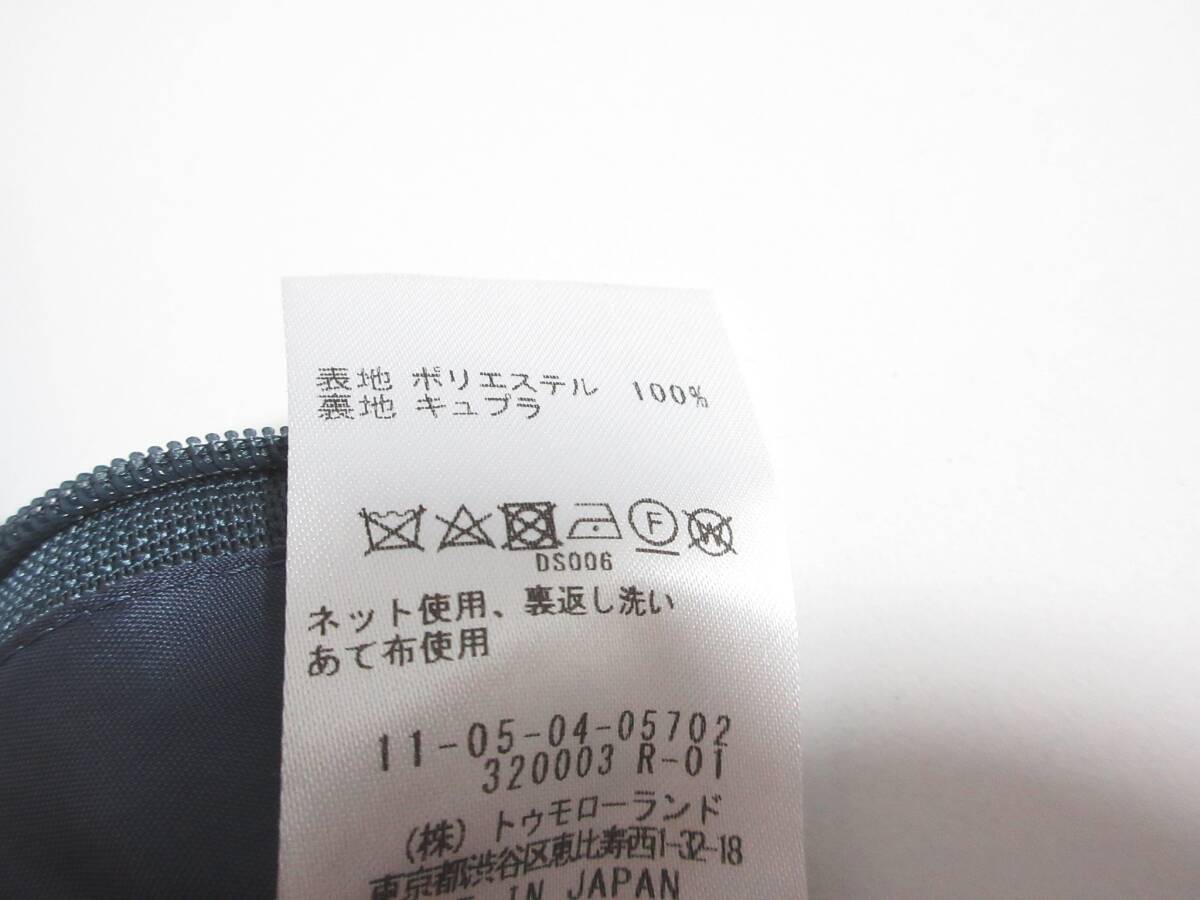 表地 ポリエステル 100%
裏地 キュプラ
F W
DS006
ネット使用、裏返し洗い
あて布使用
11-05-04-05702
320003 R-01
(株) トゥモローランド
東京都渋谷区恵比寿西1-32-18
IN JAPAN